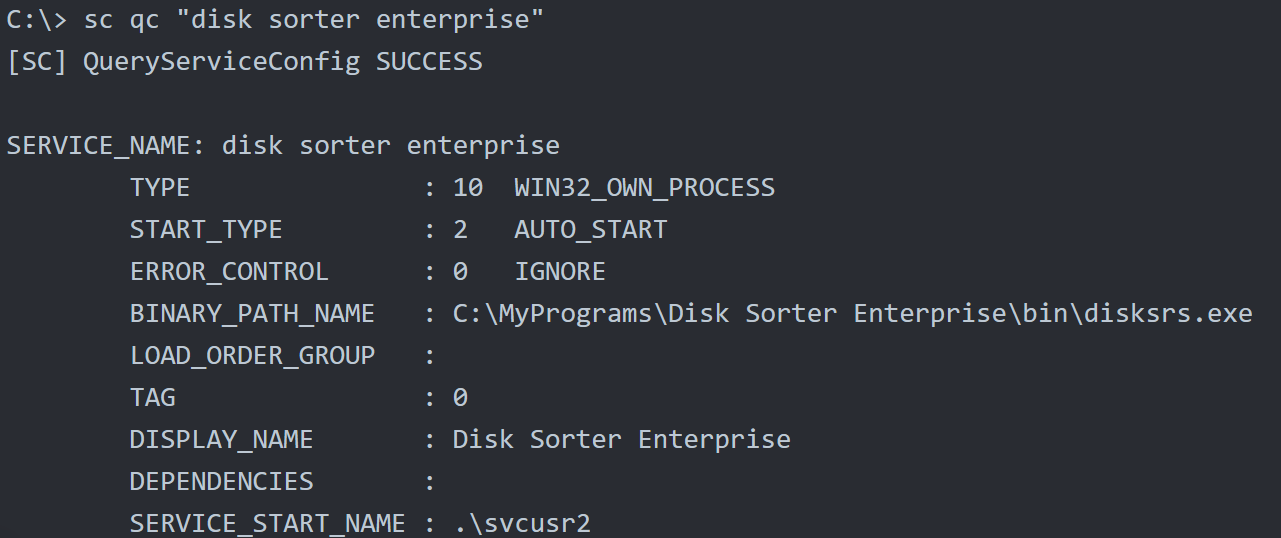 C:\> sc qc "disk sorter enterprise"
[SC] QueryServiceConfig SUCCESS

SERVICE_NAME: disk sorter enterprise
        TYPE               : 10  WIN32_OWN_PROCESS
        START_TYPE         : 2   AUTO_START
        ERROR_CONTROL      : 0   IGNORE
        BINARY_PATH_NAME   : C:\MyPrograms\Disk Sorter Enterprise\bin\disksrs.exe
        LOAD_ORDER_GROUP   :
        TAG                : 0
        DISPLAY_NAME       : Disk Sorter Enterprise
        DEPENDENCIES       :
        SERVICE_START_NAME : .\svcusr2